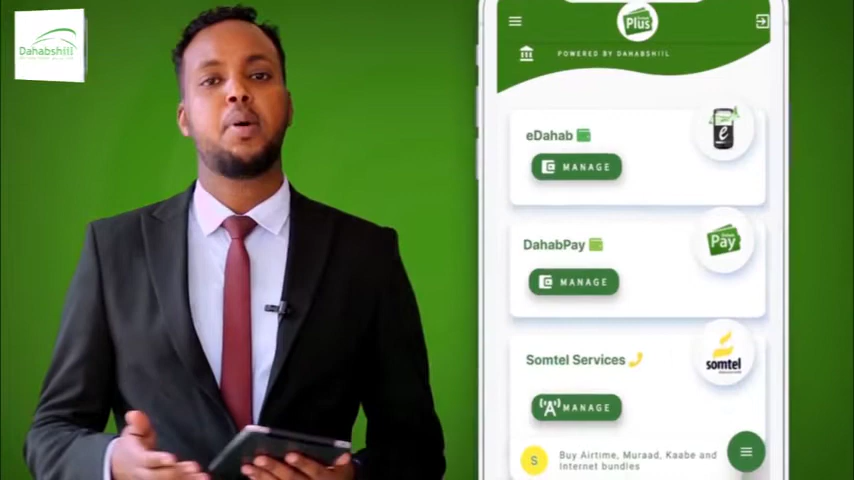 Dahabshiil
Plus
POWERED BY DAHABSHIIL
eDahab
e
MANAGE
DahabPay
Pay
MANAGE
Somtel Services
somtel
MANAGE
S
Buy Airtime, Muraad, Kaabe and
Internet bundles